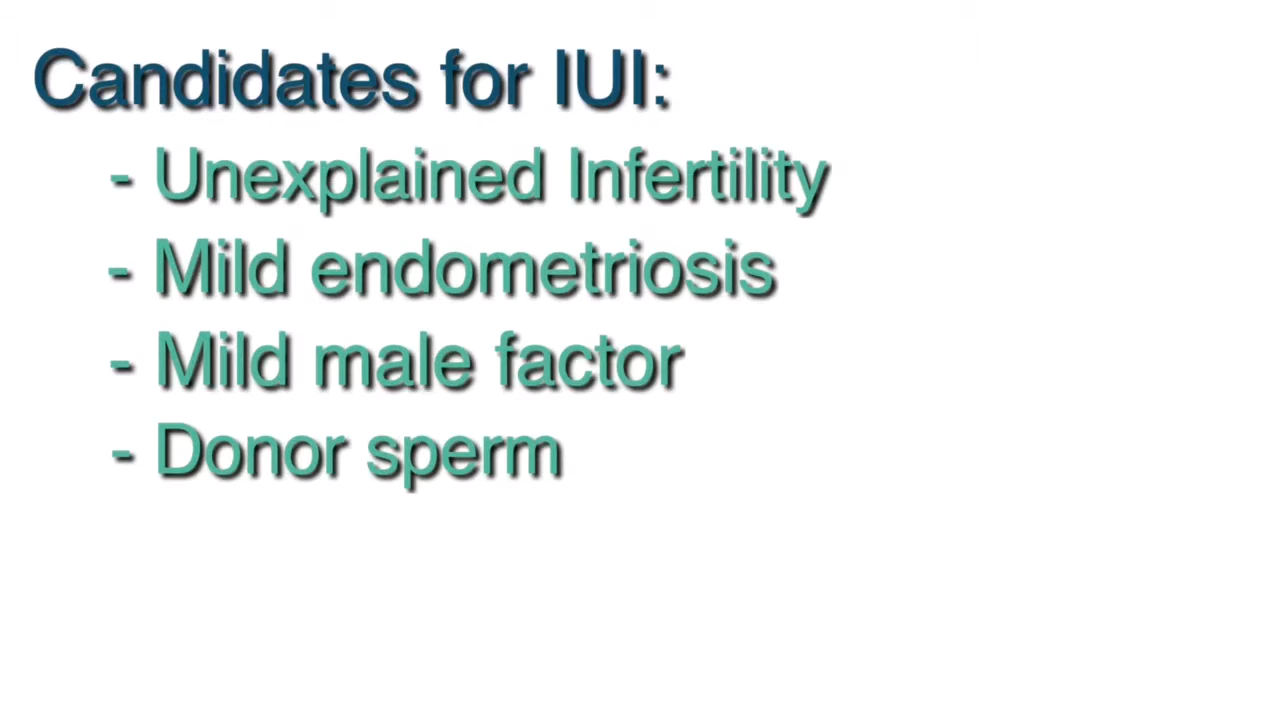 Candidates for IUI:
- Unexplained Infertility
- Mild endometriosis
- Mild male factor
- Donor sperm